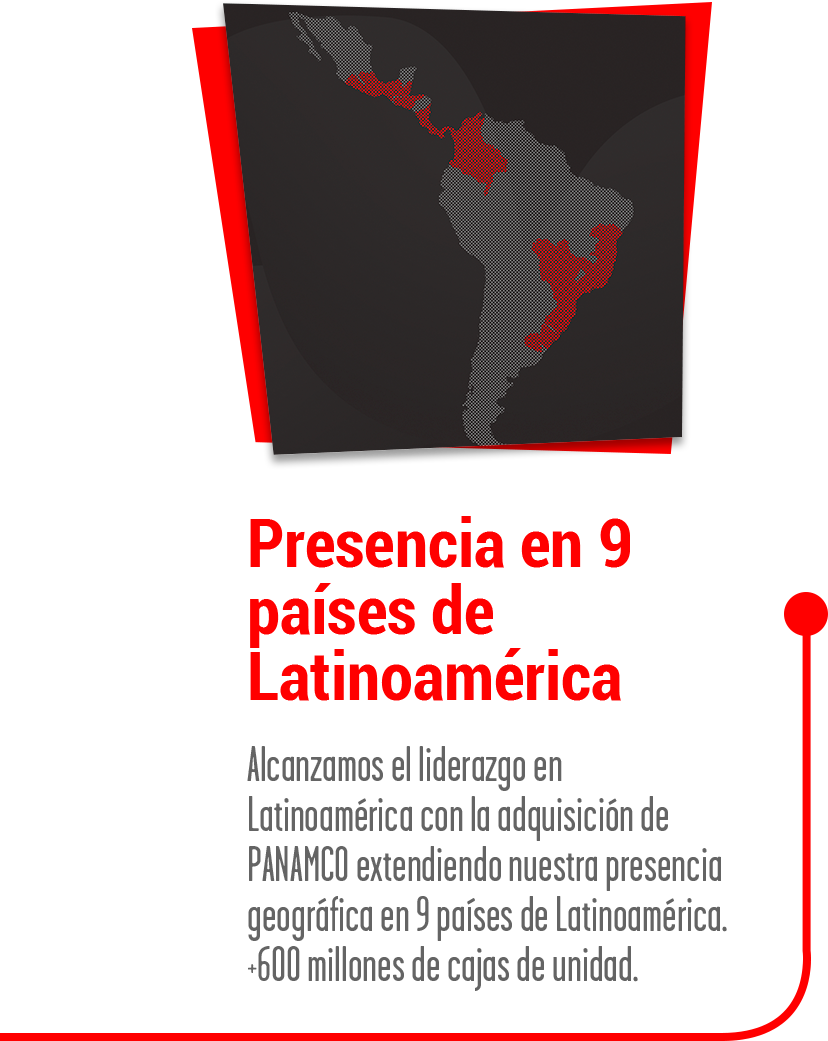 Presencia en 9
países de
Latinoamérica
Alcanzamos el liderazgo en
Latinoamérica con la adquisición de
PANAMCO extendiendo nuestra presencia
geográfica en 9 países de Latinoamérica.
+600 millones de cajas de unidad.